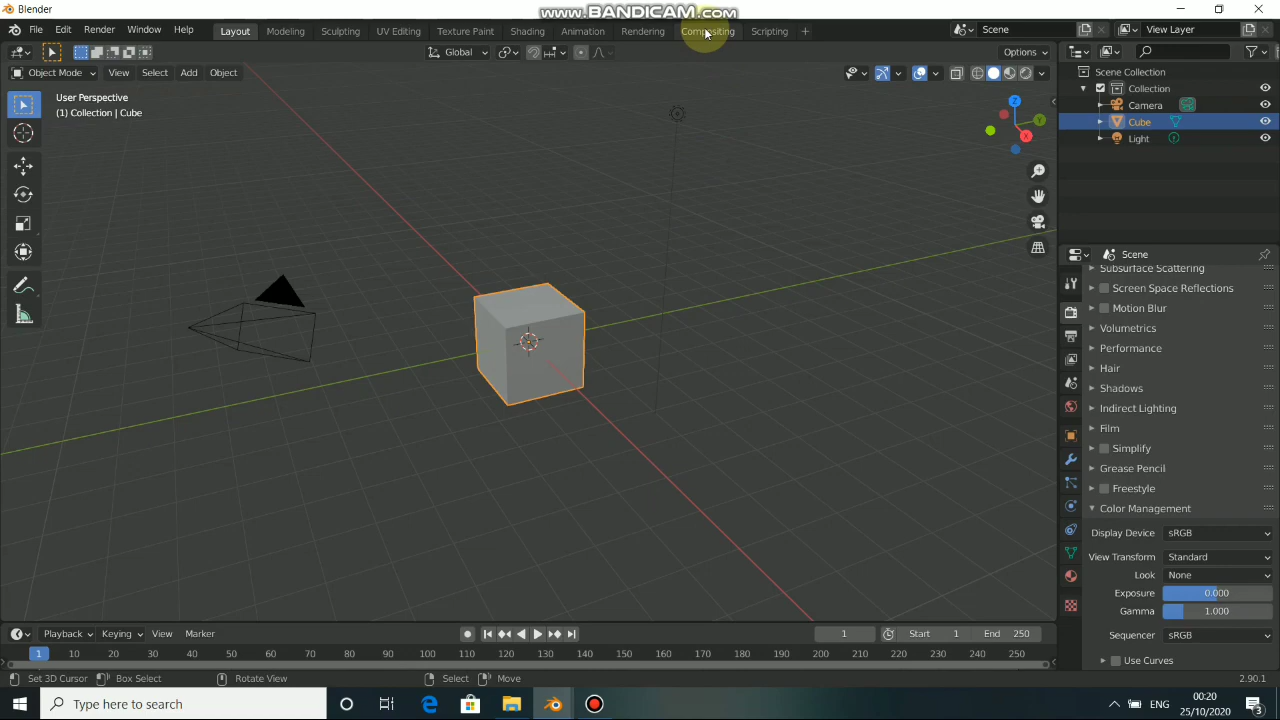 Blender
www.BANDICAM.com
File Edit Render Window Help
Layout Modeling Sculpting UV Editing Texture Paint Shading Animation Rendering Compositing Scripting +
Scene
View Layer
Global
Options
Object Mode View Select Add Object
User Perspective
(1) Collection | Cube
Z
Y
X
Scene Collection
Collection
Camera
Cube
Light
Scene
Subsurface Scattering
Screen Space Reflections
Motion Blur
Volumetrics
Performance
Hair
Shadows
Indirect Lighting
Film
Simplify
Grease Pencil
Freestyle
Color Management
Display Device sRGB
View Transform Standard
Look None
Exposure 0.000
Gamma 1.000
Sequencer sRGB
Use Curves
Playback Keying View Marker
1
Start 1
End 250
1 10 20 30 40 50 60 70 80 90 100 110 120 130 140 150 160 170 180 190 200 210 220 230 240 250
Set 3D Cursor Box Select Rotate View Select Move
2.90.1
Type here to search
ENG
00:20
25/10/2020
3